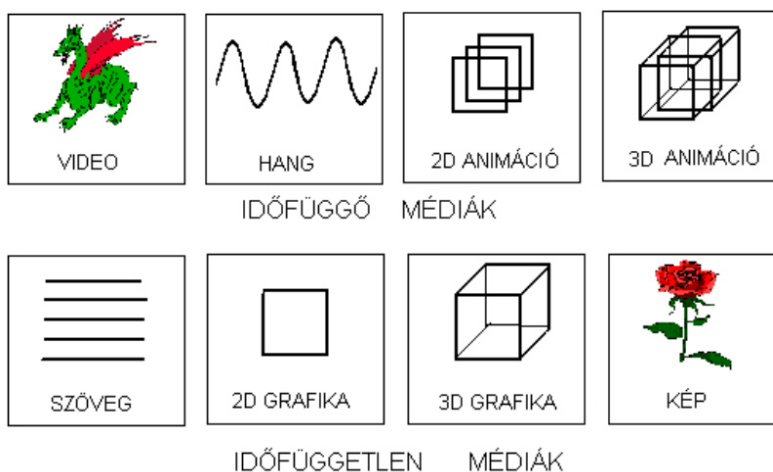 VIDEO HANG 2D ANIMÁCIÓ 3D ANIMÁCIÓ
IDŐFÜGGŐ MÉDIÁK
SZÖVEG 2D GRAFIKA 3D GRAFIKA KÉP
IDŐFÜGGETLEN MÉDIÁK